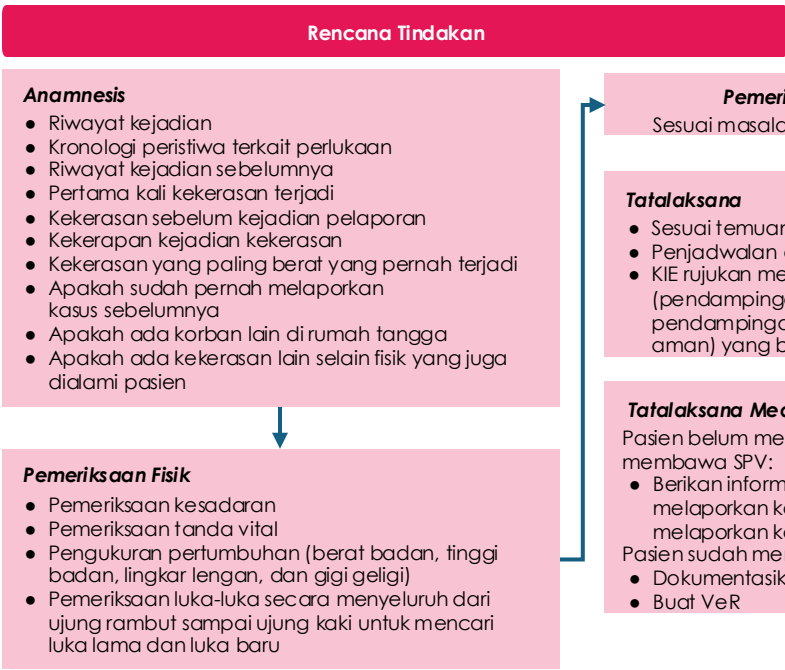 Rencana Tindakan
Anamnesis
● Riwayat kejadian
● Kronologi peristiwa terkait perlukaan
● Riwayat kejadian sebelumnya
● Pertama kali kekerasan terjadi
● Kekerasan sebelum kejadian pelaporan
● Kekerapan kejadian kekerasan
● Kekerasan yang paling berat yang pernah terjadi
● Apakah sudah pernah melaporkan
kasus sebelumnya
● Apakah ada korban lain di rumah tangga
● Apakah ada kekerasan lain selain fisik yang juga
dialami pasien
Pemeriksaan Fisik
● Pemeriksaan kesadaran
● Pemeriksaan tanda vital
● Pengukuran pertumbuhan (berat badan, tinggi
badan, lingkar lengan, dan gigi geligi)
● Pemeriksaan luka-luka secara menyeluruh dari
ujung rambut sampai ujung kaki untuk mencari
luka lama dan luka baru
Sesuai
Tatalaksana
● Sesuai
● Penjadwalan
● KIE rujukan
aman) yang
Tatalaksana
Pasien belum
membawa SPV:
● Berikan
melaporkan
melaporkan
Pasien sudah
●
● Buat VeR